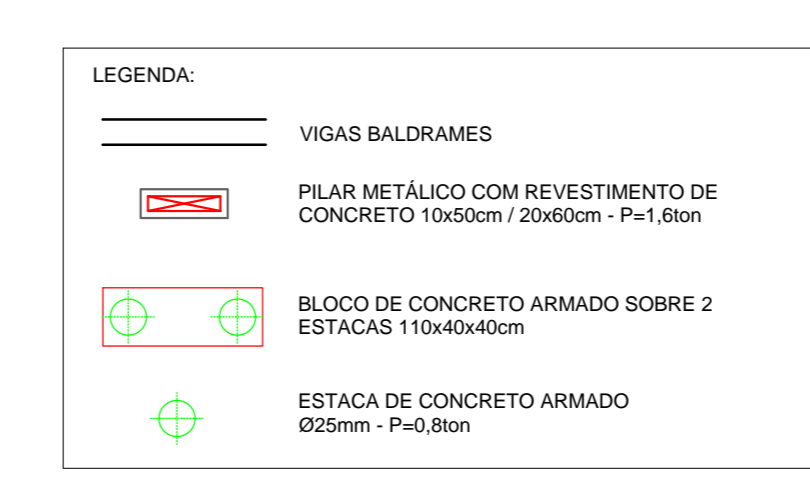 LEGENDA:
VIGAS BALDRAMES
PILAR METÁLICO COM REVESTIMENTO DE
CONCRETO 10x50cm / 20x60cm - P=1,6ton
BLOCO DE CONCRETO ARMADO SOBRE 2
ESTACAS 110x40x40cm
ESTACA DE CONCRETO ARMADO
Ø25mm - P=0,8ton